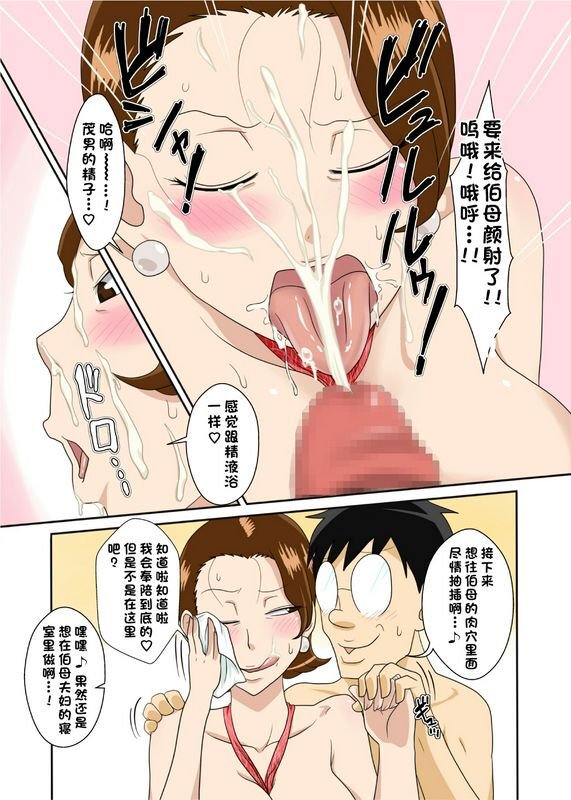 要来给伯母颜射了!!
呜哦!哦呼…!!
ビュルルルゥ!
ビシャ!
ビュ
哈啊~~~~…!
茂男的精子…♡
ドロ…
感觉跟精液浴
一样♡
接下来
想往伯母的肉穴里面
尽情抽插啊…♪
知道啦知道啦
我会奉陪到底的♡
但是不是在这里
吧?
嘿嘿♪果然还是
想在伯母夫妇的寝
室里做啊…!